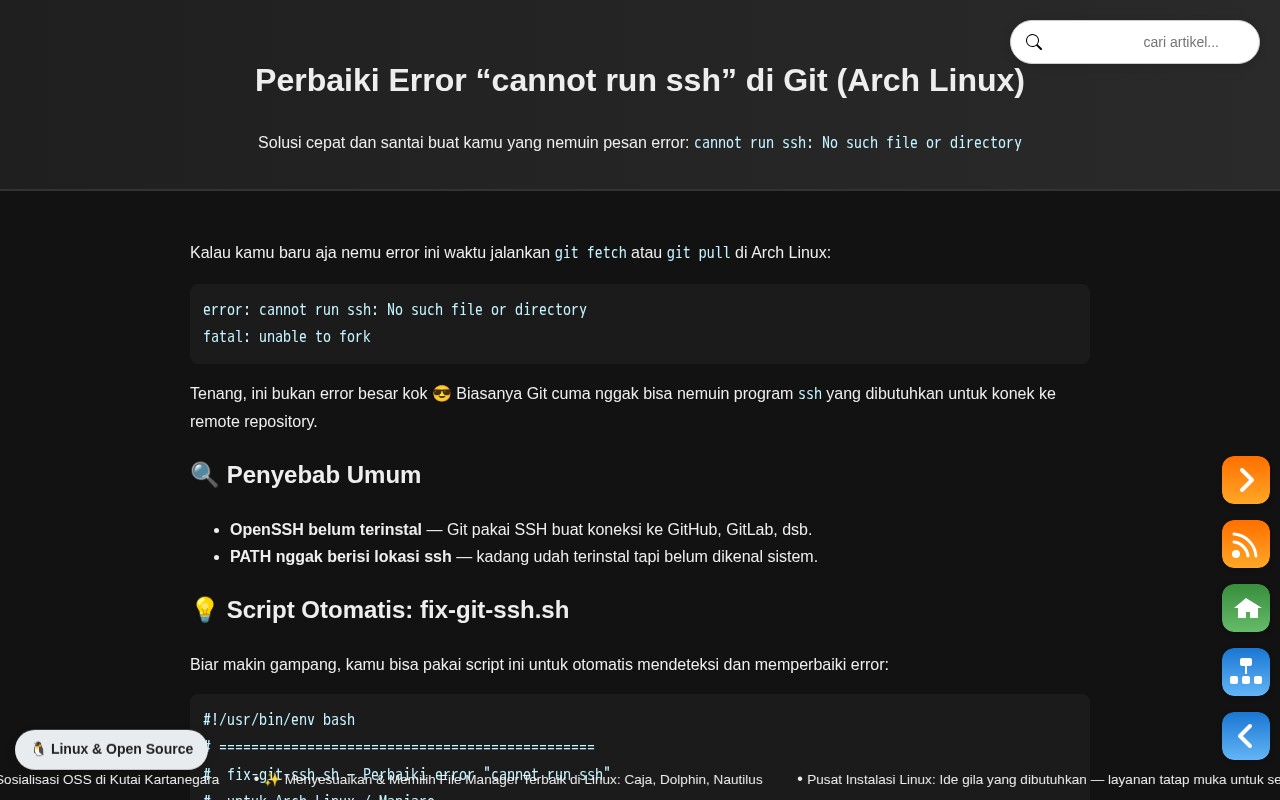 cari artikel...
Perbaiki Error “cannot run ssh” di Git (Arch Linux)
Solusi cepat dan santai buat kamu yang nemuin pesan error: cannot run ssh: No such file or directory
Kalau kamu baru aja nemu error ini waktu jalankan git fetch atau git pull di Arch Linux:
error: cannot run ssh: No such file or directory
fatal: unable to fork
Tenang, ini bukan error besar kok 😎 Biasanya Git cuma nggak bisa nemuin program ssh yang dibutuhkan untuk konek ke
remote repository.
🔍 Penyebab Umum
• OpenSSH belum terinstal — Git pakai SSH buat koneksi ke GitHub, GitLab, dsb.
• PATH nggak berisi lokasi ssh — kadang udah terinstal tapi belum dikenal sistem.
💡 Script Otomatis: fix-git-ssh.sh
Biar makin gampang, kamu bisa pakai script ini untuk otomatis mendeteksi dan memperbaiki error:
#!/usr/bin/env bash
# ===============================================
🐧 Linux & Open Source
# fix-git-ssh.sh — Perbaiki error "cannot run ssh"
Sosialisasi OSS di Kutai Kartanegara • ✨ Menyesuaikan & Memilih File Manager Terbaik di Linux: Caja, Dolphin, Nautilus • Pusat Instalasi Linux: Ide gila yang dibutuhkan — layanan tatap muka untuk se
# untuk Arch Linux / Manjaro